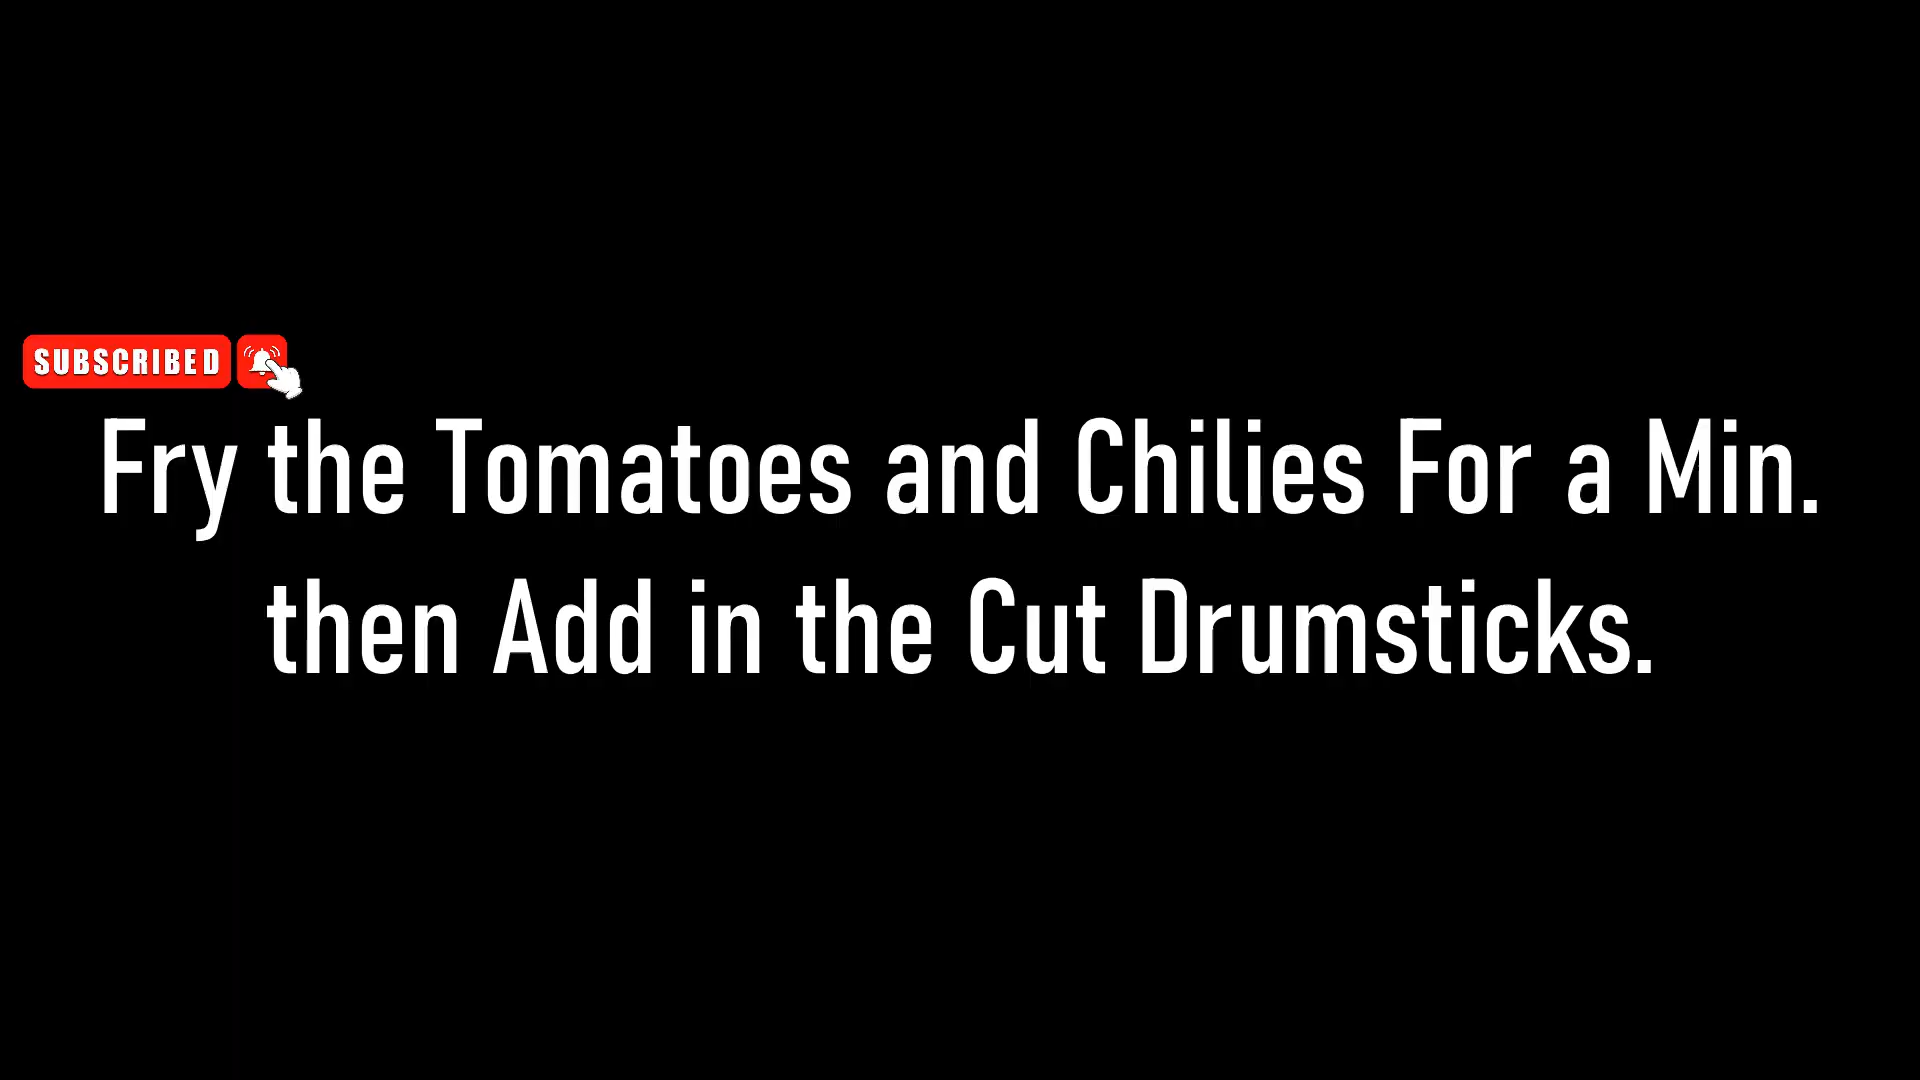 SUBSCRIBED
Fry the Tomatoes and Chilies For a Min.
then Add in the Cut Drumsticks.